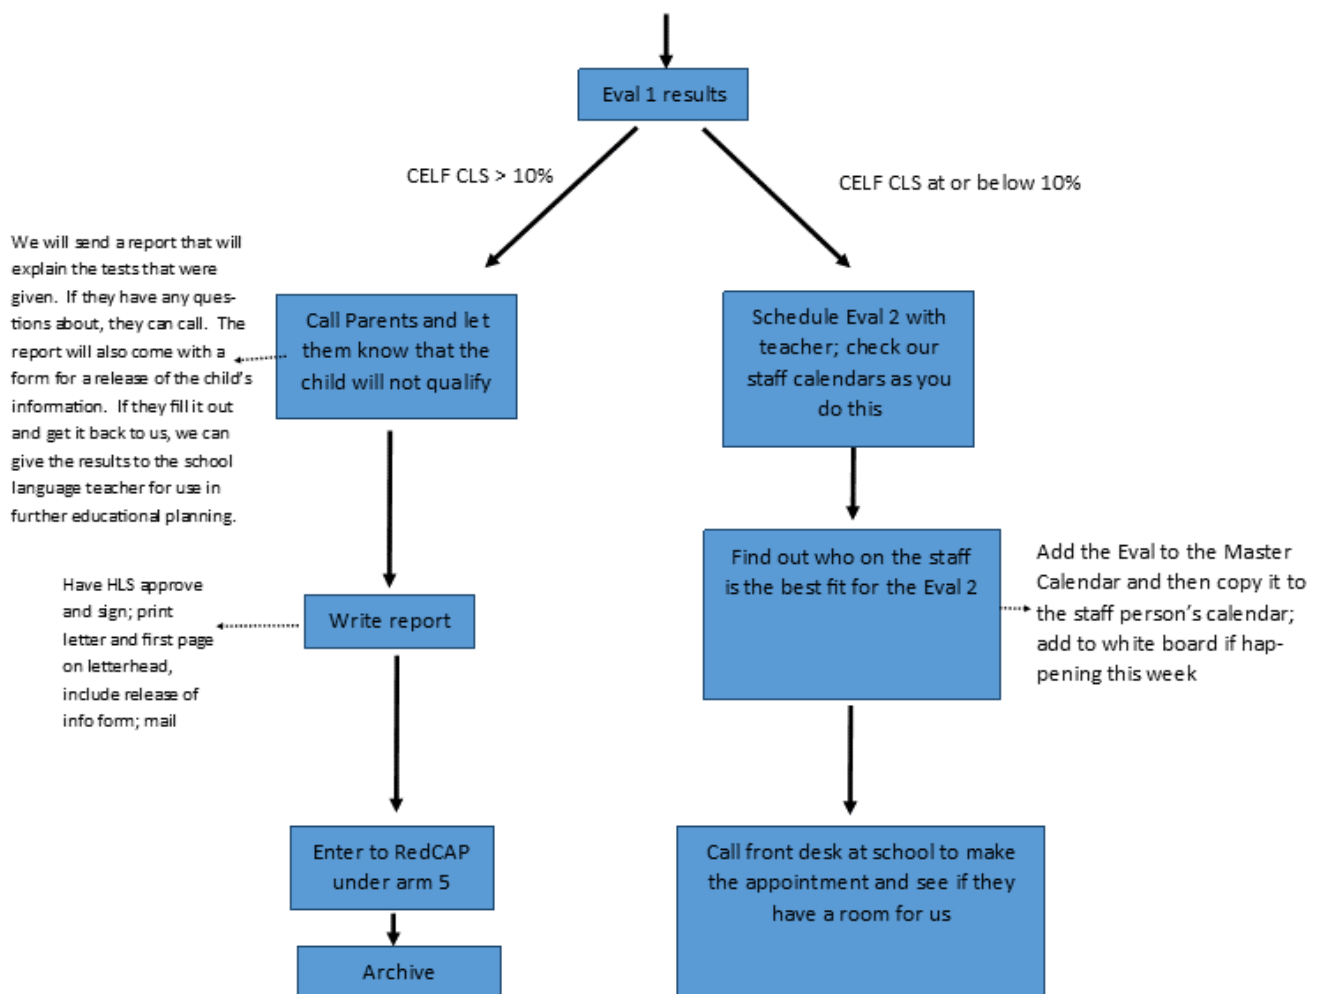 Eval 1 results
CELF CLS > 10%
CELF CLS at or below 10%
We will send a report that will
explain the tests that were
given. If they have any ques-
tions about, they can call. The
report will also come with a
form for a release of the child's
information. If they fill it out
and get it back to us, we can
give the results to the school
language teacher for use in
further educational planning.
Call Parents and let
them know that the
child will not qualify
Schedule Eval 2 with
teacher; check our
staff calendars as you
do this
Have HLS approve
and sign; print
letter and first page
on letterhead,
include release of
info form; mail
Write report
Find out who on the staff
is the best fit for the Eval 2
Add the Eval to the Master
Calendar and then copy it to
the staff person's calendar;
add to white board if hap-
pening this week
Enter to RedCAP
under arm 5
Call front desk at school to make
the appointment and see if they
have a room for us
Archive